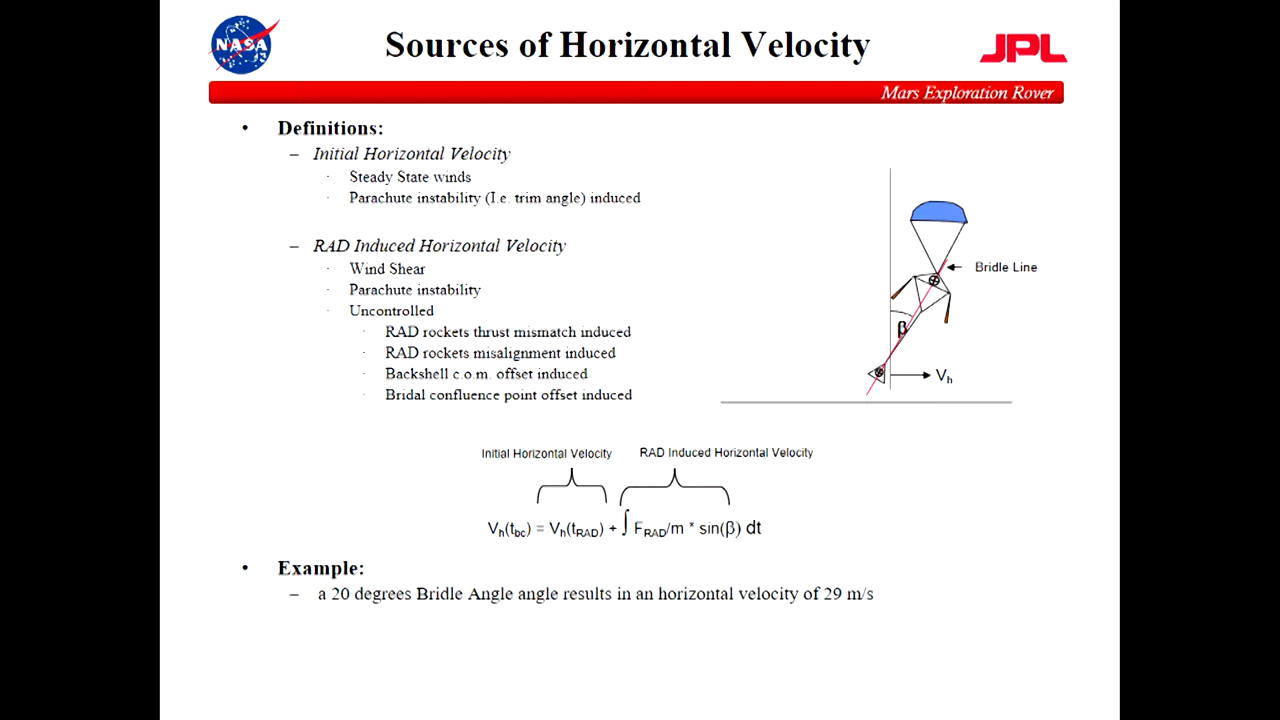 NASA
Sources of Horizontal Velocity
JPL
Mars Exploration Rover
• Definitions:
– Initial Horizontal Velocity
· Steady State winds
· Parachute instability (I.e. trim angle) induced
– RAD Induced Horizontal Velocity
· Wind Shear
· Parachute instability
· Uncontrolled
· RAD rockets thrust mismatch induced
· RAD rockets misalignment induced
· Backshell c.o.m. offset induced
· Bridal confluence point offset induced
Bridle Line
β
Vh
Initial Horizontal Velocity
RAD Induced Horizontal Velocity
Vh(tbc) = Vh(tRAD) + ∫ FRAD/m * sin(β) dt
• Example:
– a 20 degrees Bridle Angle angle results in an horizontal velocity of 29 m/s